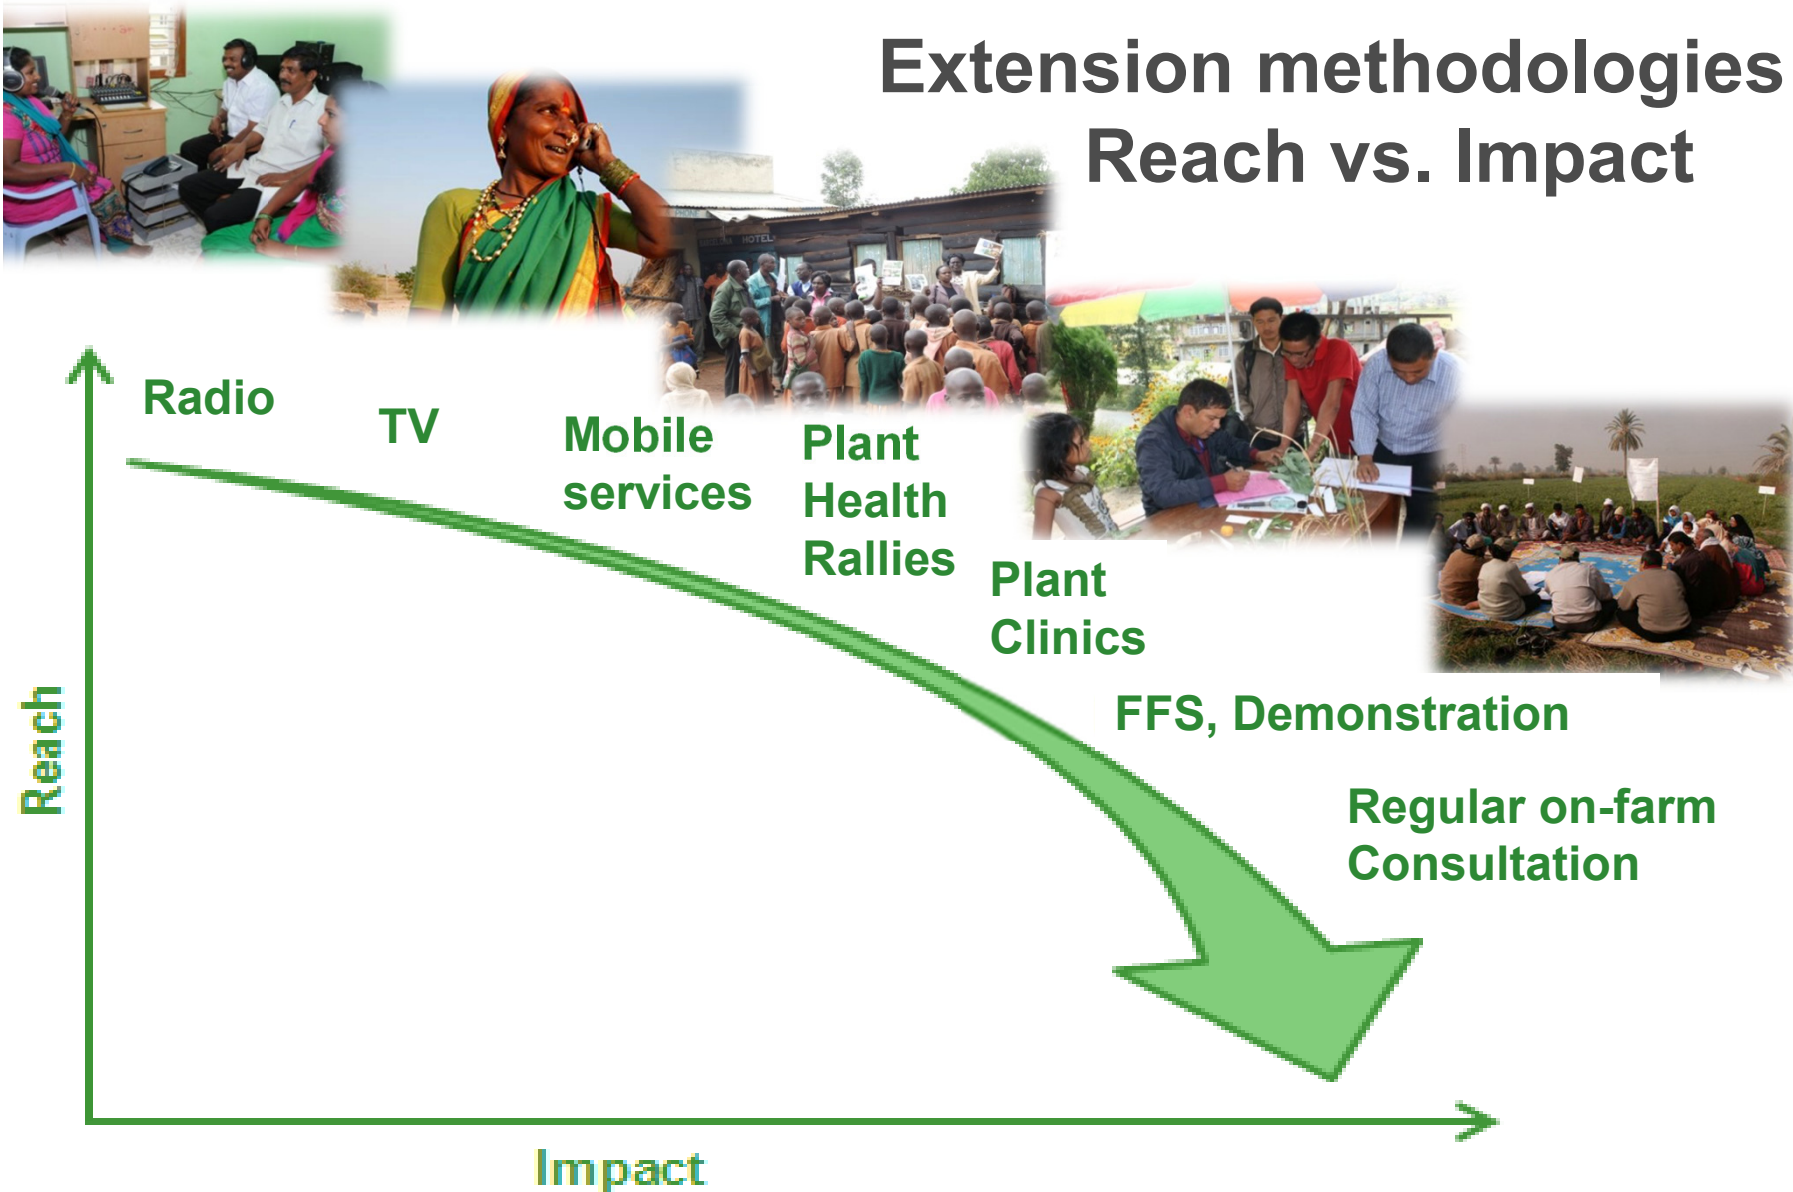 Extension methodologies
Reach vs. Impact
HOTEL
Radio
TV
Mobile
services
Plant
Health
Rallies
Plant
Clinics
FFS, Demonstration
Regular on-farm
Consultation
Reach
Impact